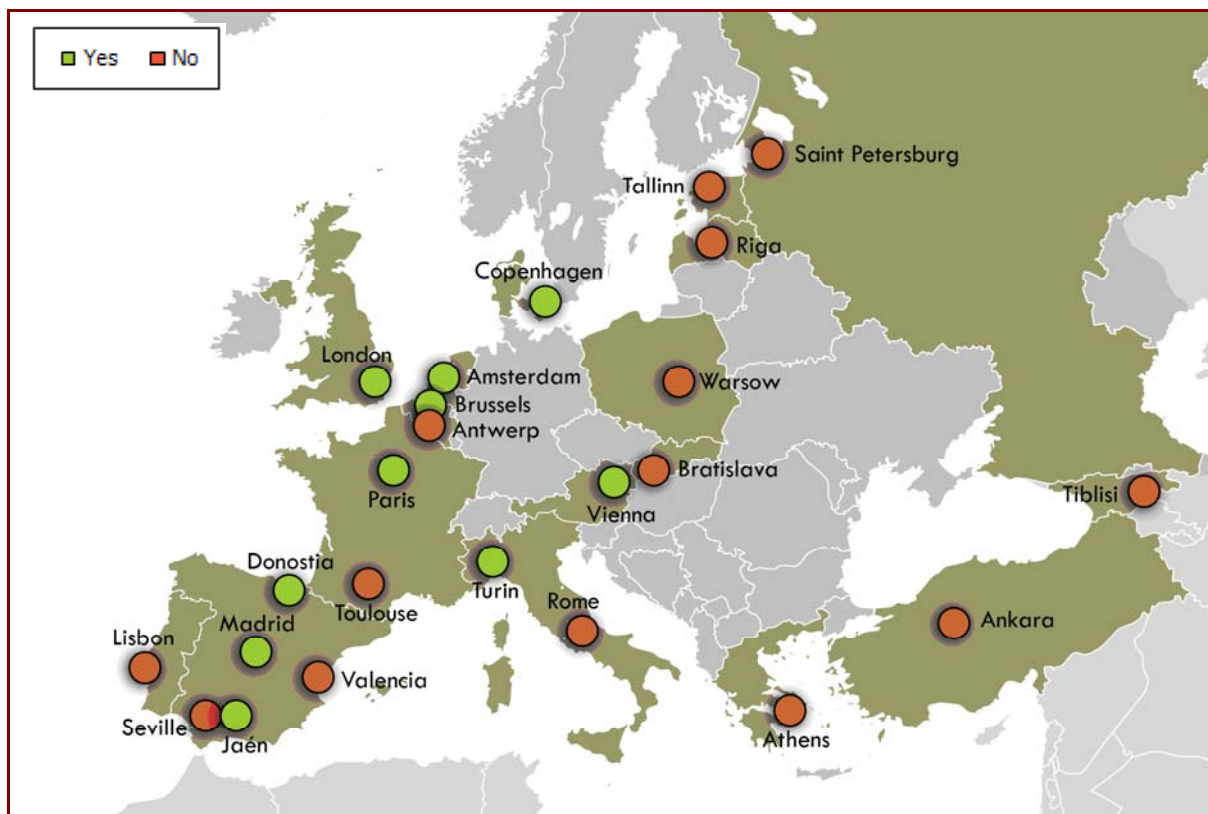 Yes No
Saint Petersburg
Tallinn
Riga
Copenhagen
London
Amsterdam
Warsow
Brussels
Antwerp
Bratislava
Paris
Tiblisi
Vienna
Donostia
Turin
Toulouse
Rome
Madrid
Ankara
Lisbon
Valencia
Seville
Jaén
Athens